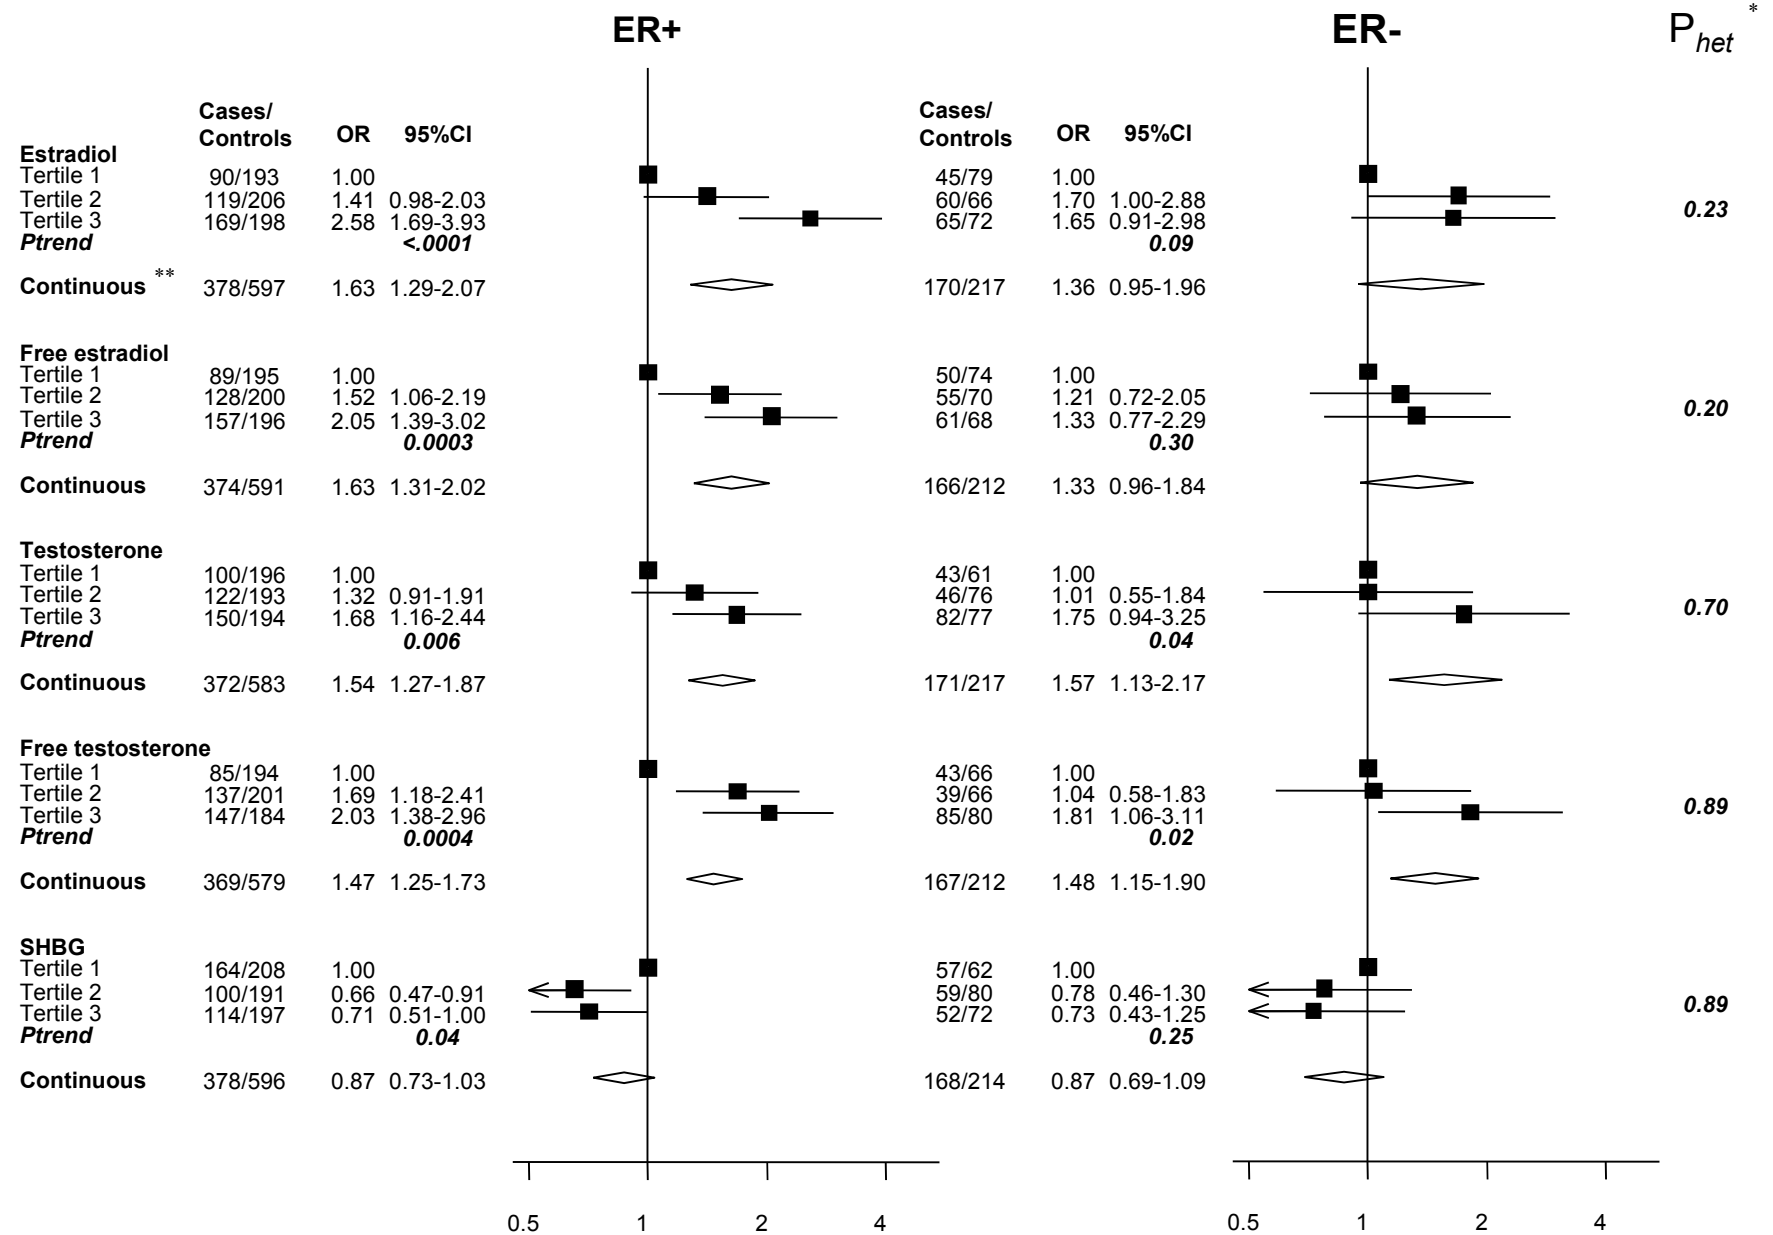 ER+ ER- Phet *
Cases/ Cases/
Controls OR 95%CI Controls OR 95%CI
Estradiol
Tertile 1 90/193 1.00 45/79 1.00
Tertile 2 119/206 1.41 0.98-2.03 60/66 1.70 1.00-2.88
Tertile 3 169/198 2.58 1.69-3.93 65/72 1.65 0.91-2.98 0.23
Ptrend <.0001 0.09
Continuous ** 378/597 1.63 1.29-2.07 170/217 1.36 0.95-1.96
Free estradiol
Tertile 1 89/195 1.00 50/74 1.00
Tertile 2 128/200 1.52 1.06-2.19 55/70 1.21 0.72-2.05
Tertile 3 157/196 2.05 1.39-3.02 61/68 1.33 0.77-2.29 0.20
Ptrend 0.0003 0.30
Continuous 374/591 1.63 1.31-2.02 166/212 1.33 0.96-1.84
Testosterone
Tertile 1 100/196 1.00 43/61 1.00
Tertile 2 122/193 1.32 0.91-1.91 46/76 1.01 0.55-1.84
Tertile 3 150/194 1.68 1.16-2.44 82/77 1.75 0.94-3.25 0.70
Ptrend 0.006 0.04
Continuous 372/583 1.54 1.27-1.87 171/217 1.57 1.13-2.17
Free testosterone
Tertile 1 85/194 1.00 43/66 1.00
Tertile 2 137/201 1.69 1.18-2.41 39/66 1.04 0.58-1.83
Tertile 3 147/184 2.03 1.38-2.96 85/80 1.81 1.06-3.11 0.89
Ptrend 0.0004 0.02
Continuous 369/579 1.47 1.25-1.73 167/212 1.48 1.15-1.90
SHBG
Tertile 1 164/208 1.00 57/62 1.00
Tertile 2 100/191 0.66 0.47-0.91 59/80 0.78 0.46-1.30
Tertile 3 114/197 0.71 0.51-1.00 52/72 0.73 0.43-1.25 0.89
Ptrend 0.04 0.25
Continuous 378/596 0.87 0.73-1.03 168/214 0.87 0.69-1.09
0.5 1 2 4 0.5 1 2 4